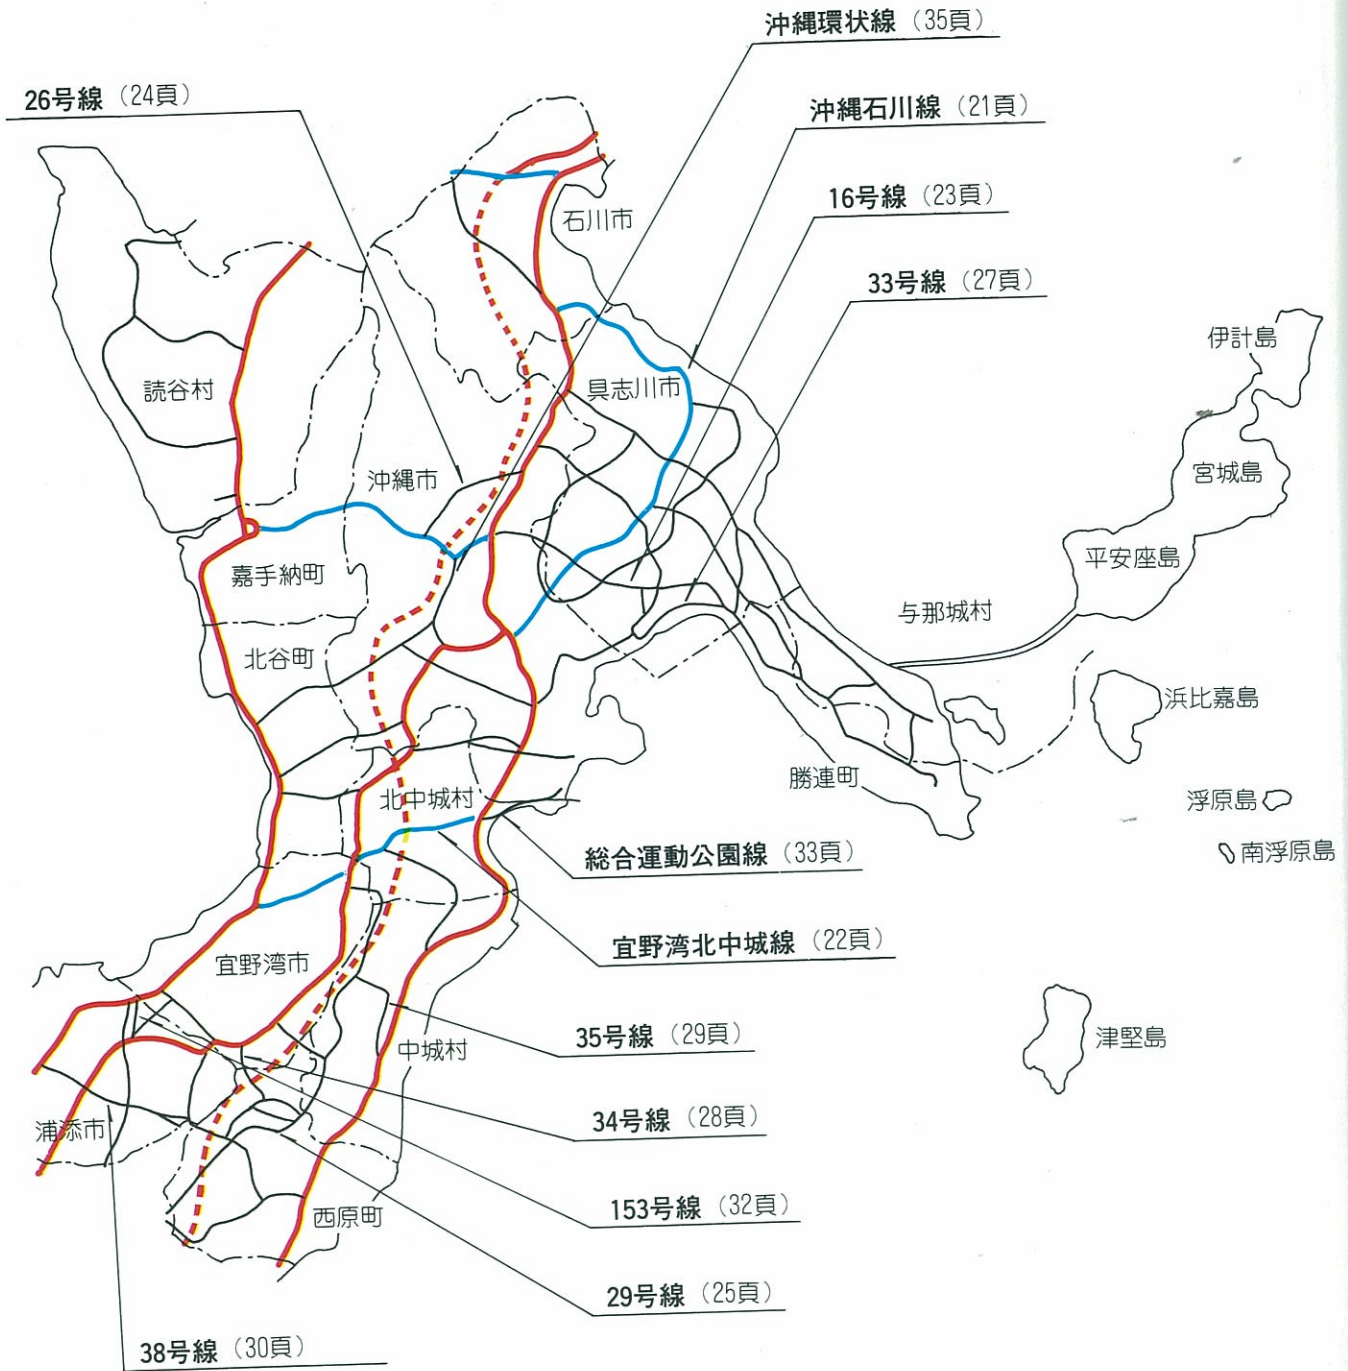 沖縄環状線（35頁）
26号線（24頁）
沖縄石川線（21頁）
16号線（23頁）
石川市
33号線（27頁）
伊計島
読谷村
具志川市
宮城島
沖縄市
平安座島
嘉手納町
与那城村
北谷町
浜比嘉島
勝連町
北中城村
浮原島
南浮原島
総合運動公園線（33頁）
宜野湾北中城線（22頁）
宜野湾市
35号線（29頁）
中城村
津堅島
34号線（28頁）
浦添市
153号線（32頁）
西原町
29号線（25頁）
38号線（30頁）